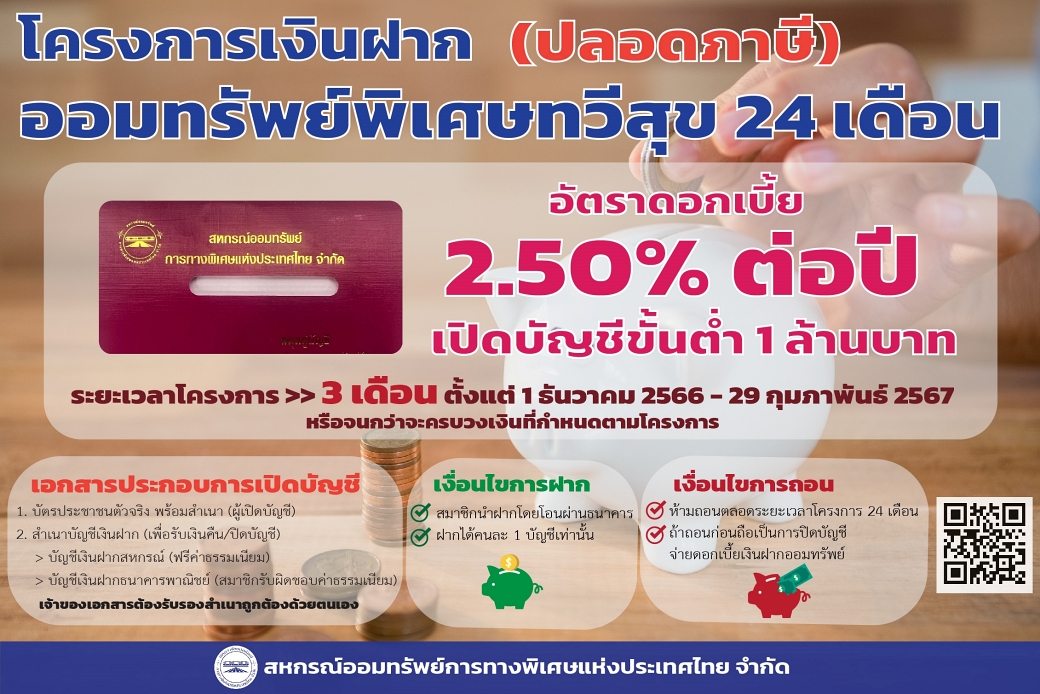 โครงการเงินฝาก (ปลอดภาษี)
ออมทรัพย์พิเศษทวีสุข 24 เดือน
สหกรณ์ออมทรัพย์
การทางพิเศษแห่งประเทศไทย จำกัด
อัตราดอกเบี้ย
2.50% ต่อปี
เปิดบัญชีขั้นต่ำ 1 ล้านบาท
ระยะเวลาโครงการ >> 3 เดือน ตั้งแต่ 1 ธันวาคม 2566 - 29 กุมภาพันธ์ 2567
หรือจนกว่าจะครบวงเงินที่กำหนดตามโครงการ
เอกสารประกอบการเปิดบัญชี
1. บัตรประชาชนตัวจริง พร้อมสำเนา (ผู้เปิดบัญชี)
2. สำเนาบัญชีเงินฝาก (เพื่อรับเงินคืน/ปิดบัญชี)
> บัญชีเงินฝากสหกรณ์ (ฟรีค่าธรรมเนียม)
> บัญชีเงินฝากธนาคารพาณิชย์ (สมาชิกรับผิดชอบค่าธรรมเนียม)
เจ้าของเอกสารต้องรับรองสำเนาถูกต้องด้วยตนเอง
เงื่อนไขการฝาก
สมาชิกนำฝากโดยโอนผ่านธนาคาร
ฝากได้คนละ 1 บัญชีเท่านั้น
เงื่อนไขการถอน
ห้ามถอนตลอดระยะเวลาโครงการ 24 เดือน
ถ้าถอนก่อนถือเป็นการปิดบัญชี
จ่ายดอกเบี้ยเงินฝากออมทรัพย์
สหกรณ์ออมทรัพย์การทางพิเศษแห่งประเทศไทย จำกัด